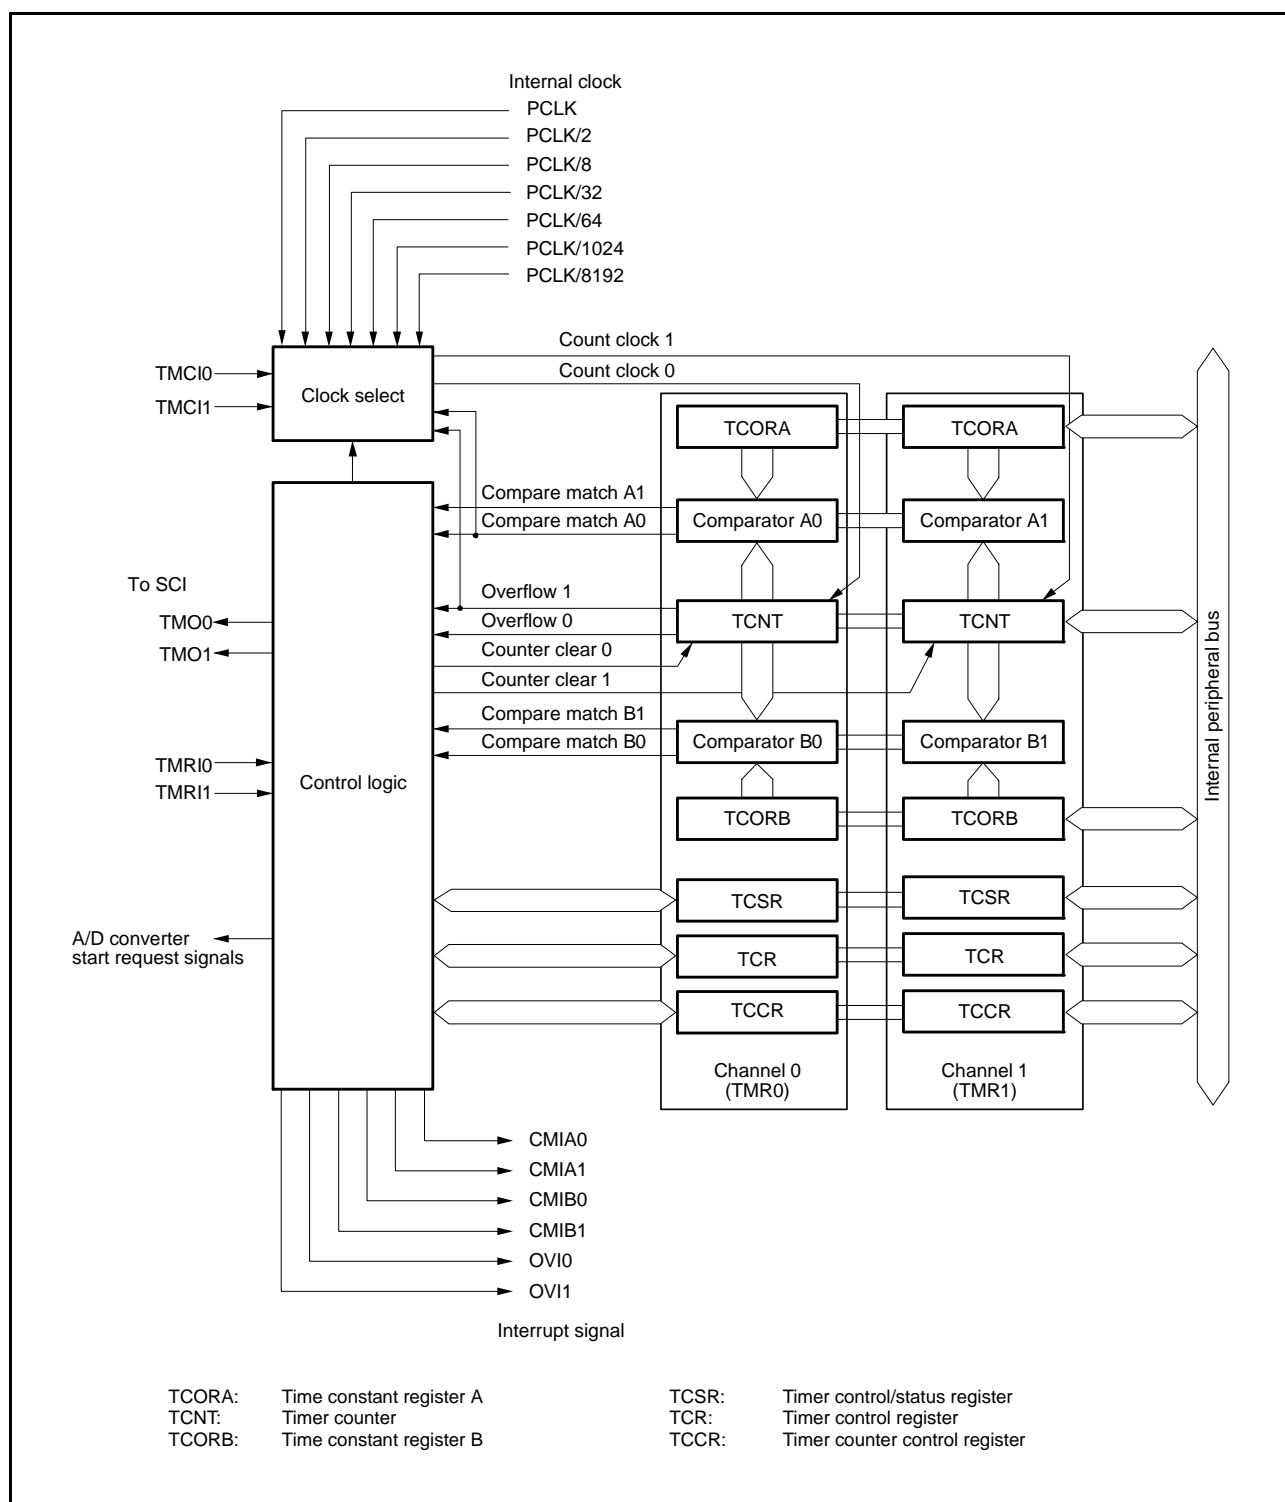 Internal clock
PCLK
PCLK/2
PCLK/8
PCLK/32
PCLK/64
PCLK/1024
PCLK/8192
Count clock 1
Count clock 0
TMCI0
TMCI1
Clock select
TCORA
TCORA
Compare match A1
Compare match A0
Comparator A0
Comparator A1
To SCI
TMO0
TMO1
Overflow 1
Overflow 0
Counter clear 0
Counter clear 1
TCNT
TCNT
Compare match B1
Compare match B0
Comparator B0
Comparator B1
TMRI0
TMRI1
Control logic
TCORB
TCORB
Internal peripheral bus
TCSR
TCSR
A/D converter
start request signals
TCR
TCR
TCCR
TCCR
Channel 0
(TMR0)
Channel 1
(TMR1)
CMIA0
CMIA1
CMIB0
CMIB1
OVI0
OVI1
Interrupt signal
TCORA: Time constant register A
TCNT: Timer counter
TCORB: Time constant register B
TCSR: Timer control/status register
TCR: Timer control register
TCCR: Timer counter control register